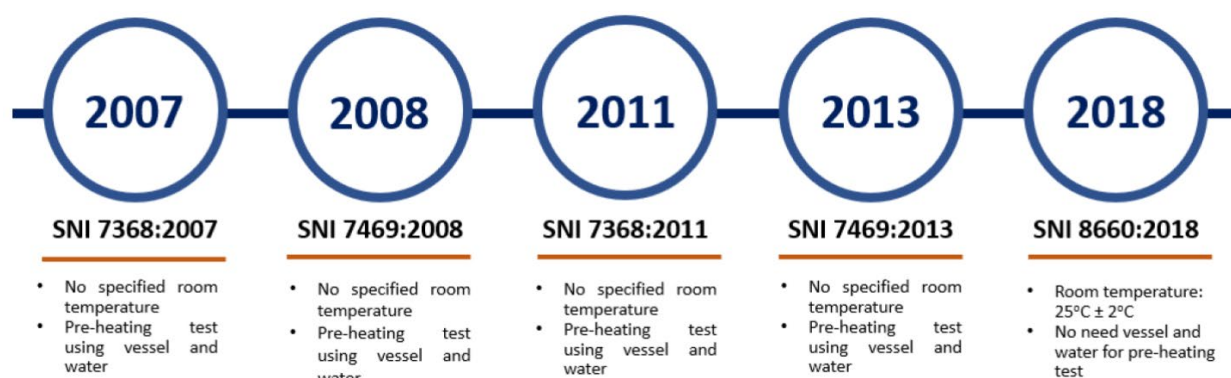 2007
2008
2011
2013
2018
SNI 7368:2007
SNI 7469:2008
SNI 7368:2011
SNI 7469:2013
SNI 8660:2018
• No specified room
temperature
• Pre-heating test
using vessel and
water
• No specified room
temperature
• Pre-heating test
using vessel and
water
• No specified room
temperature
• Pre-heating test
using vessel and
water
• No specified room
temperature
• Pre-heating test
using vessel and
water
• Room temperature:
25°C ± 2°C
• No need vessel and
water for pre-heating
test